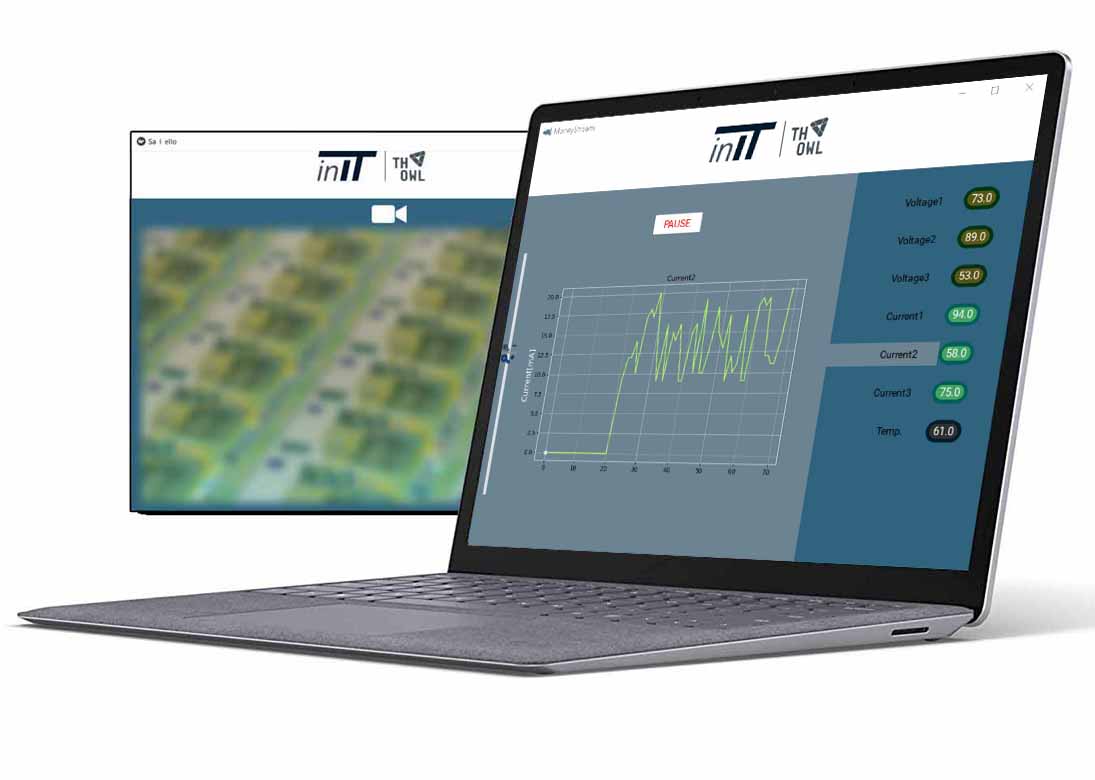 inIT
TH
OWL
MoneyStream
inIT
TH
OWL
PAUSE
Current2
20.0
17.5
15.0
12.5
10.0
7.5
5.0
2.5
0.0
Current[mA]
0 10 20 30 40 50 60 70
Voltage1 73.0
Voltage2 89.0
Voltage3 53.0
Current1 94.0
Current2 58.0
Current3 75.0
Temp. 61.0